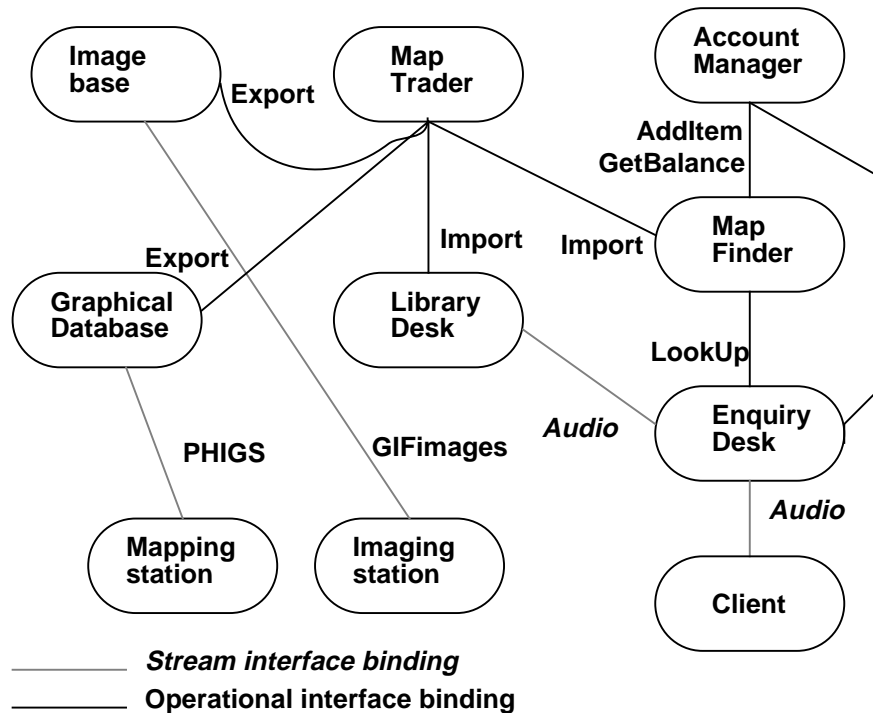 Image
base
Map
Trader
Account
Manager
Export
AddItem
GetBalance
Import
Import
Map
Finder
Export
Graphical
Database
Library
Desk
LookUp
Audio
Enquiry
Desk
PHIGS
GIFimages
Audio
Mapping
station
Imaging
station
Client
Stream interface binding
Operational interface binding